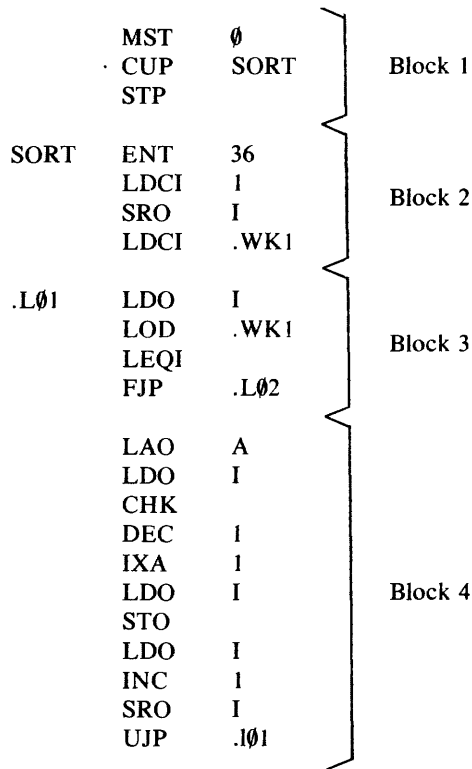 MST Ø
CUP SORT Block 1
STP
SORT ENT 36
LDCI 1 Block 2
SRO I
LDCI .WK1
.LØ1 LDO I
LOD .WK1 Block 3
LEQI
FJP .LØ2
LAO A
LDO I
CHK
DEC 1
IXA 1
LDO I Block 4
STO
LDO I
INC 1
SRO I
UJP .IØ1